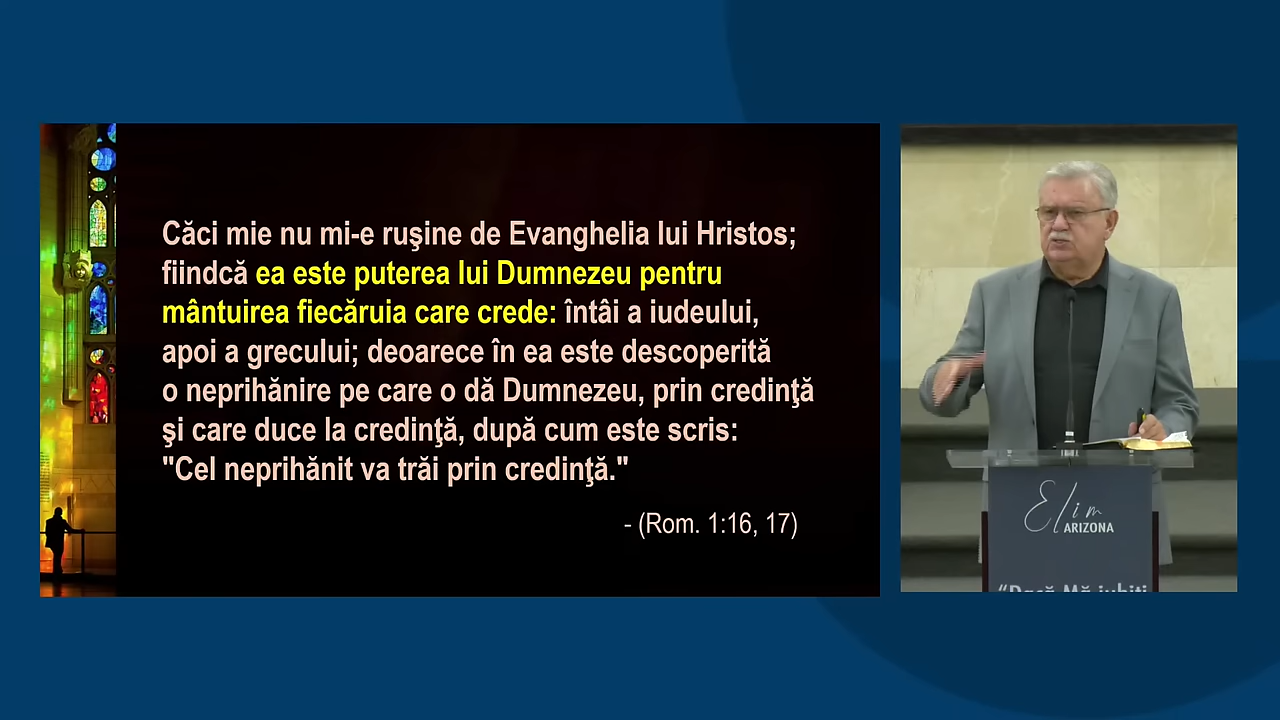 Căci mie nu mi-e ruşine de Evanghelia lui Hristos;
fiindcă ea este puterea lui Dumnezeu pentru
mântuirea fiecăruia care crede: întâi a iudeului,
apoi a grecului; deoarece în ea este descoperită
o neprihănire pe care o dă Dumnezeu, prin credinţă
şi care duce la credinţă, după cum este scris:
"Cel neprihănit va trăi prin credinţă."
- (Rom. 1:16, 17)
Elim
ARIZONA
“Dacă Mă iubiţi